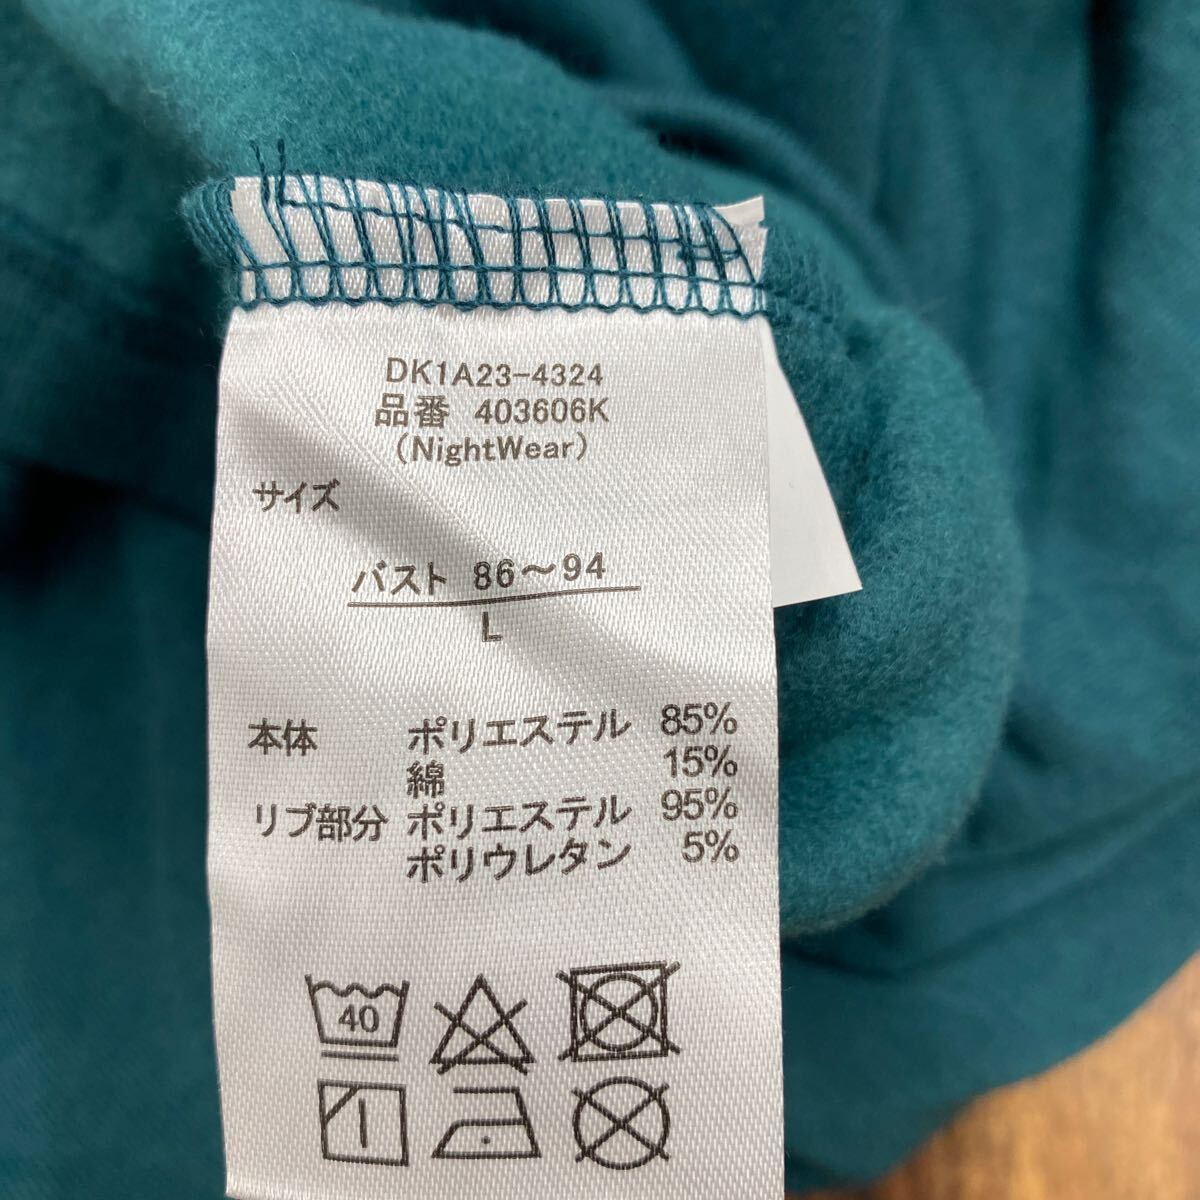 DK1A23-4324
品番 403606K
(NightWear)
サイズ
バスト 86〜94
L
本体 ポリエステル 85%
綿 15%
リブ部分 ポリエステル 95%
ポリウレタン 5%
40